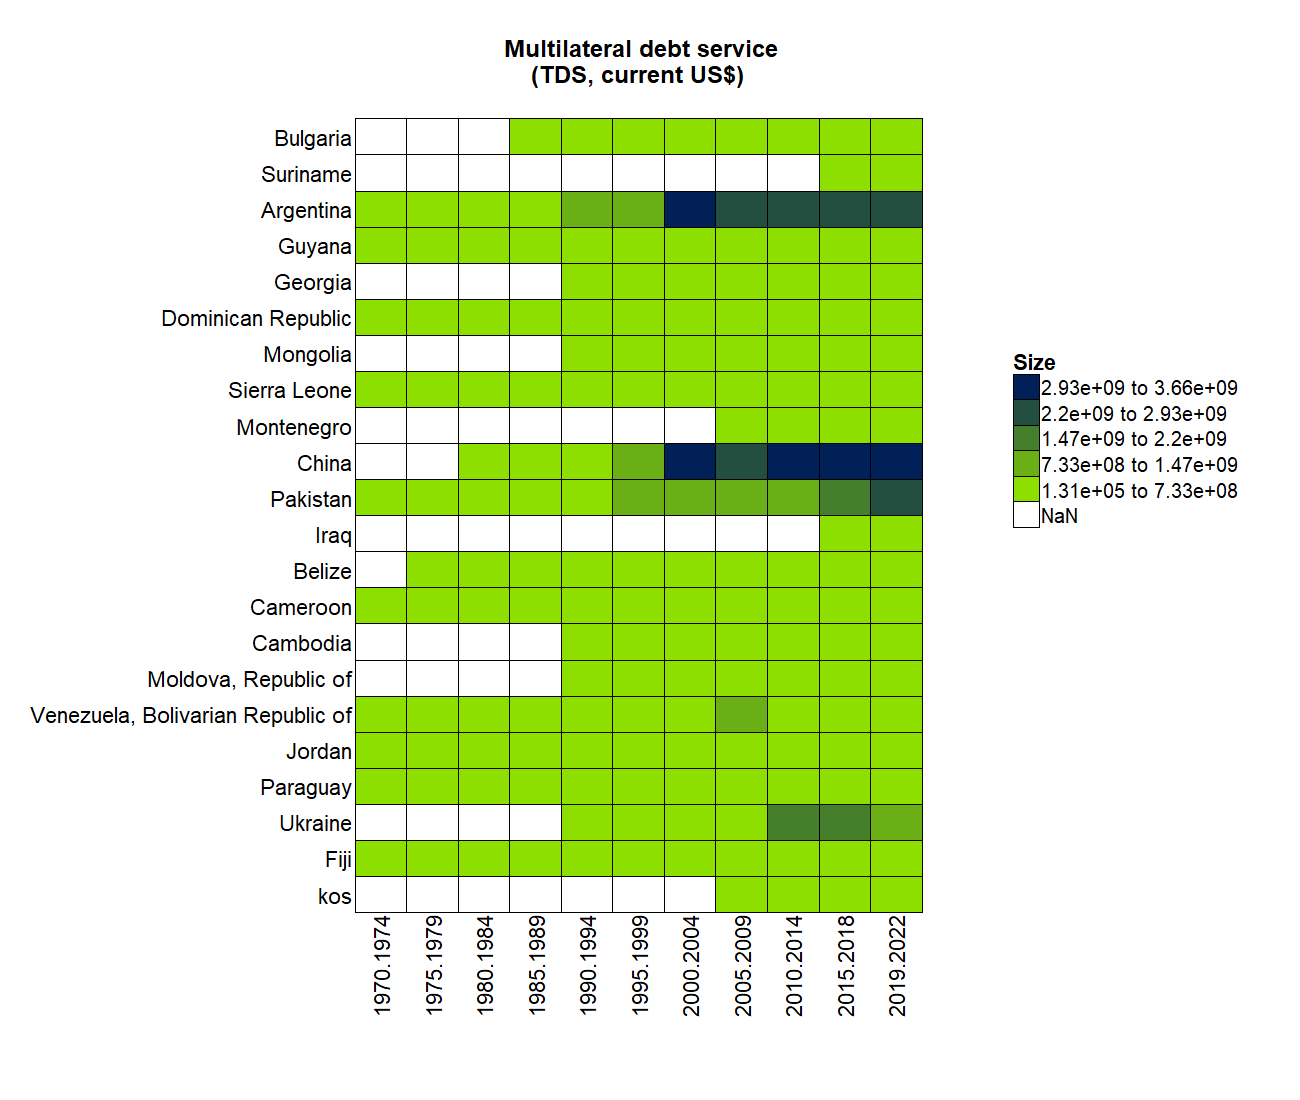 Multilateral debt service
(TDS, current US$)
Bulgaria
Suriname
Argentina
Guyana
Georgia
Dominican Republic
Mongolia
Sierra Leone
Montenegro
China
Pakistan
Iraq
Belize
Cameroon
Cambodia
Moldova, Republic of
Venezuela, Bolivarian Republic of
Jordan
Paraguay
Ukraine
Fiji
kos
1970.1974
1975.1979
1980.1984
1985.1989
1990.1994
1995.1999
2000.2004
2005.2009
2010.2014
2015.2018
2019.2022
Size
2.93e+09 to 3.66e+09
2.2e+09 to 2.93e+09
1.47e+09 to 2.2e+09
7.33e+08 to 1.47e+09
1.31e+05 to 7.33e+08
NaN